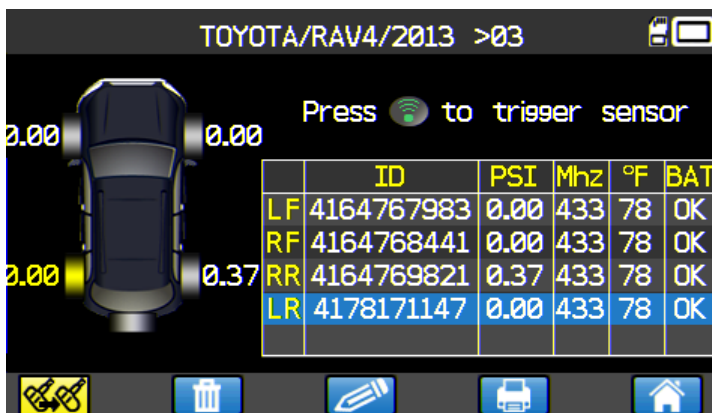 TOYOTA/RAV4/2013 >03
Press to trigger sensor
0.00 0.00
0.00 0.37
ID PSI Mhz °F BAT
LF 4164767983 0.00 433 78 OK
RF 4164768441 0.00 433 78 OK
RR 4164769821 0.37 433 78 OK
LR 4178171147 0.00 433 78 OK